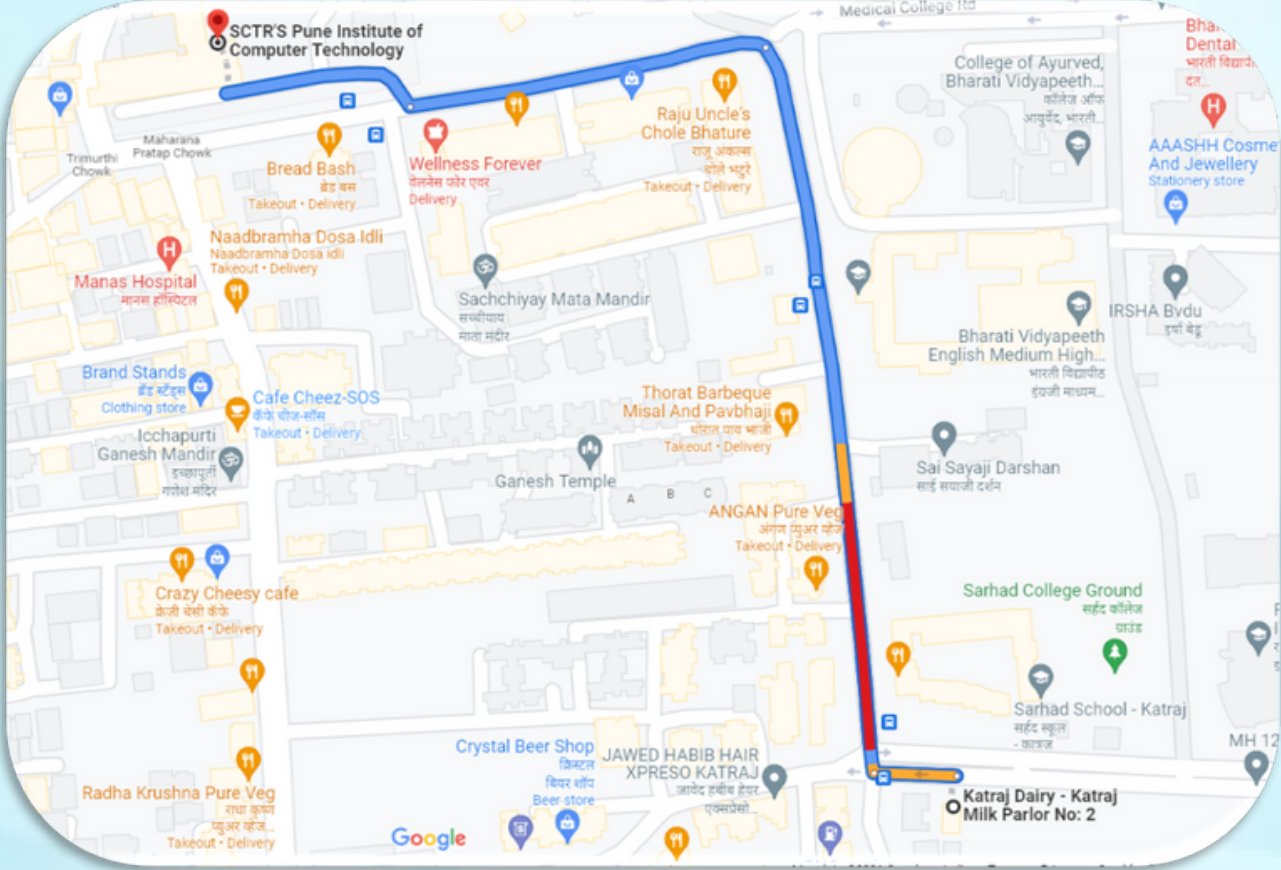 Medical College Rd
SCTR'S Pune Institute of
Computer Technology
College of Ayurved,
Bharati Vidyapeeth...
कॉलेज ऑफ
आयुर्वेद, भारती...
Dental
AAASHH Cosme
And Jewellery
Stationery store
Raju Uncle's
Chole Bhature
राजू अंकल्स
छोले भटुरे
Takeout • Delivery
Maharana
Pratap Chowk
Trimurthi
Chowk
Bread Bash
Takeout • Delivery
Wellness Forever
वेलनेस फोर एवर
Delivery
Naadbramha Dosa Idli
Naadbramha Dosa Idli
Takeout • Delivery
Manas Hospital
मानस हॉस्पिटल
Sachchiyay Mata Mandir
सच्चीयाय
माता मंदीर
IRSHA Bvdu
Bharati Vidyapeeth
English Medium High...
भारती विद्यापीठ
इंग्रजी माध्यम...
Brand Stands
ब्रँड स्टँड्स
Clothing store
Cafe Cheez-SOS
कॅफे चीज-सॉस
Takeout • Delivery
Thorat Barbeque
Misal And Pavbhaji
थोरात पाव भाजी
Takeout • Delivery
Icchapurti
Ganesh Mandir
इच्छापूर्ती
गणेश मंदिर
Ganesh Temple
A B C
Sai Sayaji Darshan
साई सयाजी दर्शन
ANGAN Pure Veg
अंगण प्युअर व्हेज
Takeout • Delivery
Crazy Cheesy cafe
क्रेजी चेसी कॅफे
Takeout • Delivery
Sarhad College Ground
सर्हद कॉलेज
ग्राउंड
Sarhad School - Katraj
सर्हद स्कूल
- कात्रज
MH 12
Crystal Beer Shop
क्रिस्टल
बियर शॉप
Beer store
JAWED HABIB HAIR
XPRESO KATRAJ
जावेद हबीब हेयर
एक्सप्रेसो...
Radha Krushna Pure Veg
राधा कृष्ण
प्युअर व्हेज...
Takeout • Delivery
Katraj Dairy - Katraj
Milk Parlor No: 2
Google